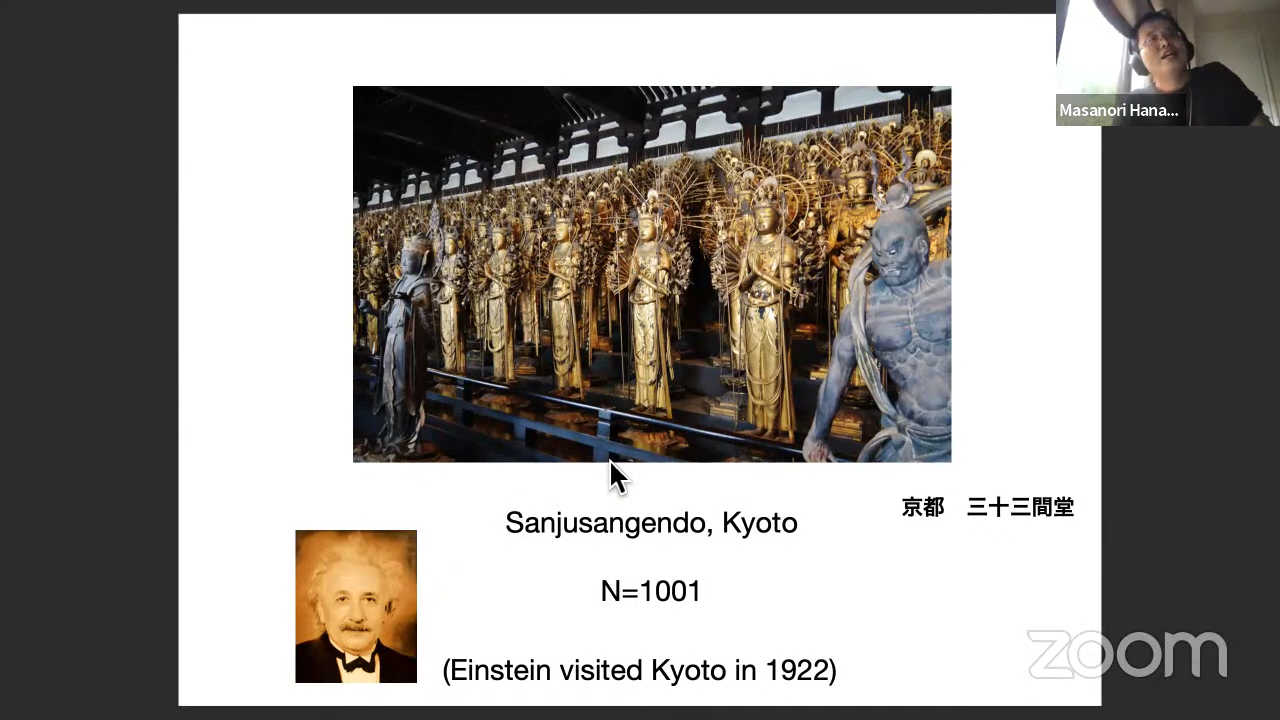 Masanori Hana...
京都　三十三間堂
Sanjusangendo, Kyoto
N=1001
(Einstein visited Kyoto in 1922)
zoom